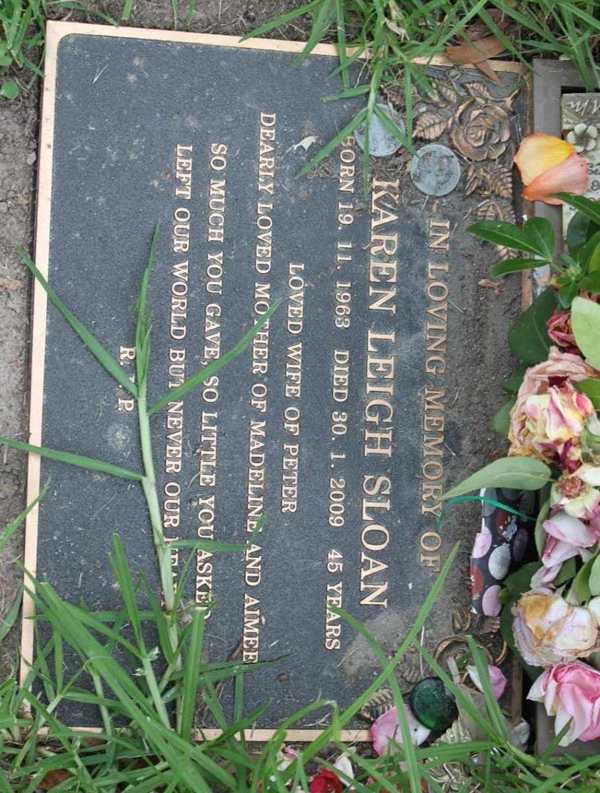 IN LOVING MEMORY OF
KAREN LEIGH SLOAN
BORN 19. 11. 1963 DIED 30. 1. 2009 45 YEARS
LOVED WIFE OF PETER
DEARLY LOVED MOTHER OF MADELINE AND AIMEE
SO MUCH YOU GAVE, SO LITTLE YOU ASKED
LEFT OUR WORLD BUT NEVER OUR
R. I. P.